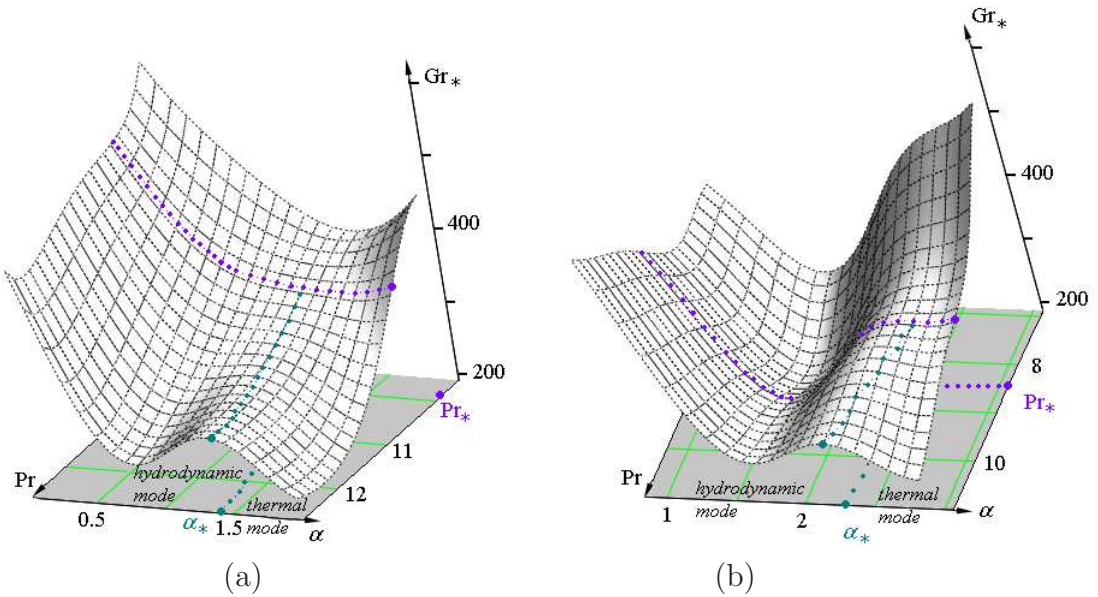 Gr*
400
200
Pr*
11
12
Pr
hydrodynamic
mode
thermal
mode
0.5
α*
1.5
α
(a)
Gr*
400
200
8
Pr*
10
Pr
hydrodynamic
mode
thermal
mode
1
2
α*
α
(b)